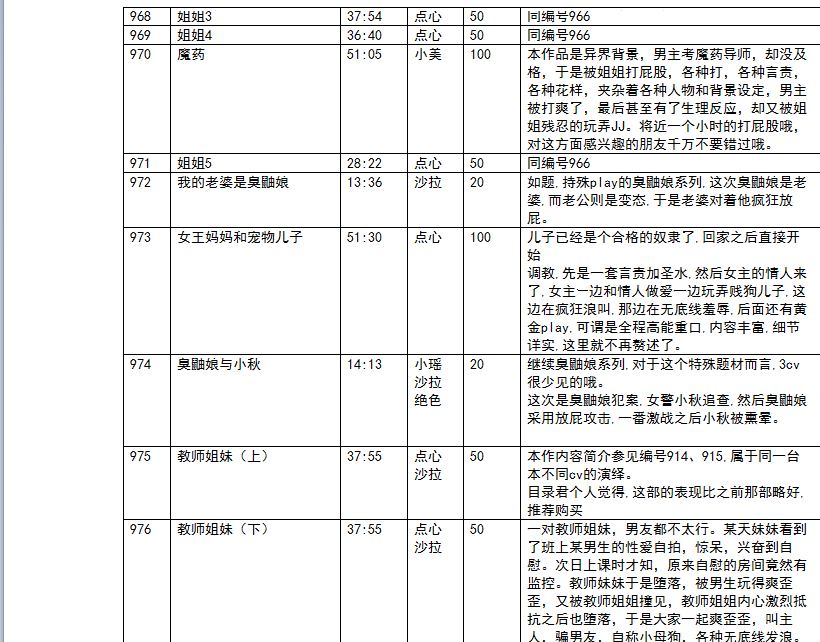 968 姐姐3 37:54 点心 50 同编号966
969 姐姐4 36:40 点心 50 同编号966
970 魔药 51:05 小美 100 本作品是异界背景，男主考魔药导师，却没及
格，于是被姐姐打屁股，各种打，各种言责，
各种花样，夹杂着各种人物和背景设定，男主
被打爽了，最后甚至有了生理反应，却又被姐
姐残忍的玩弄JJ。将近一个小时的打屁股哦，
对这方面感兴趣的朋友千万不要错过哦。
971 姐姐5 28:22 点心 50 同编号966
972 我的老婆是臭鼬娘 13:36 沙拉 20 如题,持殊play的臭鼬娘系列,这次臭鼬娘是老
婆,而老公则是变态,于是老婆对着他疯狂放
屁。
973 女王妈妈和宠物儿子 51:30 点心 100 儿子已经是个合格的奴隶了,回家之后直接开
始
调教,先是一套言责加圣水,然后女主的情人来
了,女主一边和情人做爱一边玩弄贱狗儿子,这
边在疯狂浪叫,那边在无底线羞辱,后面还有黄
金play,可谓是全程高能重口,内容丰富,细节
详实,这里就不再赘述了。
974 臭鼬娘与小秋 14:13 小瑶 20 继续臭鼬娘系列,对于这个特殊题材而言,3cv
沙拉 很少见的哦。
绝色 这次是臭鼬娘犯案,女警小秋追查,然后臭鼬娘
采用放屁攻击,一番激战之后小秋被熏晕。
975 教师姐妹（上） 37:55 点心 50 本作内容简介参见编号914、915,属于同一台
沙拉 本不同cv的演绎。
目录君个人觉得,这部的表现比之前那部略好,
推荐购买
976 教师姐妹（下） 37:55 点心 50 一对教师姐妹，男友都不太行。某天妹妹看到
沙拉 了班上某男生的性爱自拍，惊呆，兴奋到自
慰。次日上课时才知，原来自慰的房间竟然有
监控。教师妹妹于是堕落，被男生玩得爽歪
歪，又被教师姐姐撞见，教师姐姐内心激烈抵
抗之后也堕落，于是大家一起爽歪歪，叫主
人，骗男友，自称小母狗，各种无底线发浪。